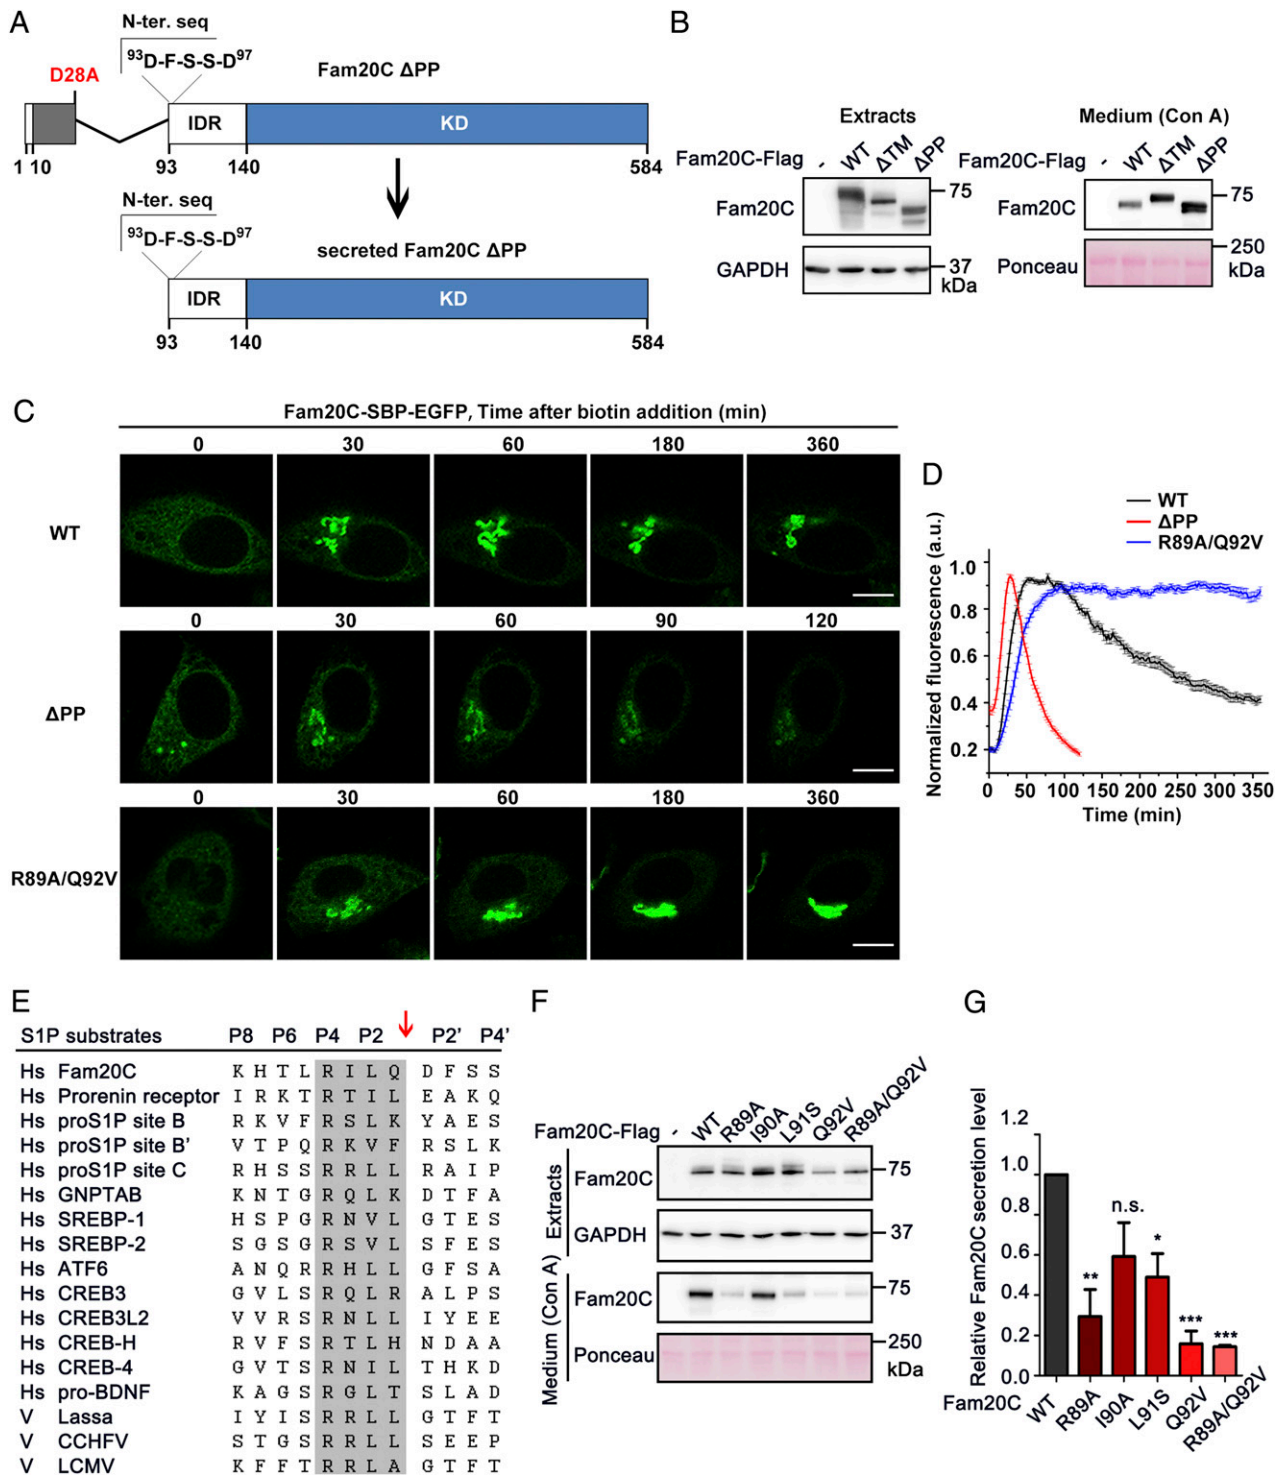 A
N-ter. seq
⁹³D-F-S-S-D⁹⁷
D28A
Fam20C ΔPP
IDR
KD
1 10 93 140 584
N-ter. seq
⁹³D-F-S-S-D⁹⁷
secreted Fam20C ΔPP
IDR
KD
93 140 584
B
Extracts
Fam20C-Flag - WT ΔTM ΔPP
Fam20C
75
GAPDH
37
kDa
Medium (Con A)
Fam20C-Flag - WT ΔTM ΔPP
Fam20C
75
Ponceau
250
kDa
C
Fam20C-SBP-EGFP, Time after biotin addition (min)
0 30 60 180 360
WT
0 30 60 90 120
ΔPP
0 30 60 180 360
R89A/Q92V
D
WT
ΔPP
R89A/Q92V
Normalized fluorescence (a.u.)
1.0
0.8
0.6
0.4
0.2
0 50 100 150 200 250 300 350
Time (min)
E
S1P substrates P8 P6 P4 P2 P2' P4'
Hs Fam20C K H T L R I L Q D F S S
Hs Prorenin receptor I R K T R T I L E A K Q
Hs proS1P site B R K V F R S L K Y A E S
Hs proS1P site B' V T P Q R K V F R S L K
Hs proS1P site C R H S S R R L L R A I P
Hs GNPTAB K N T G R Q L K D T F A
Hs SREBP-1 H S P G R N V L G T E S
Hs SREBP-2 S G S G R S V L S F E S
Hs ATF6 A N Q R R H L L G F S A
Hs CREB3 G V L S R Q L R A L P S
Hs CREB3L2 V V R S R N L L I Y E E
Hs CREB-H R V F S R T L H N D A A
Hs CREB-4 G V T S R N I L T H K D
Hs pro-BDNF K A G S R G L T S L A D
V Lassa I Y I S R R L L G T F T
V CCHFV S T G S R R L L S E E P
V LCMV K F F T R R L A G T F T
F
Fam20C-Flag - WT R89A I90A L91S Q92V R89A/Q92V
Extracts
Fam20C
75
GAPDH
37
Medium (Con A)
Fam20C
75
Ponceau
250
kDa
G
Relative Fam20C secretion level
1.2
1.0
0.8
0.6
0.4
0.2
0.0
** n.s. * *** ***
Fam20C WT R89A I90A L91S Q92V R89A/Q92V